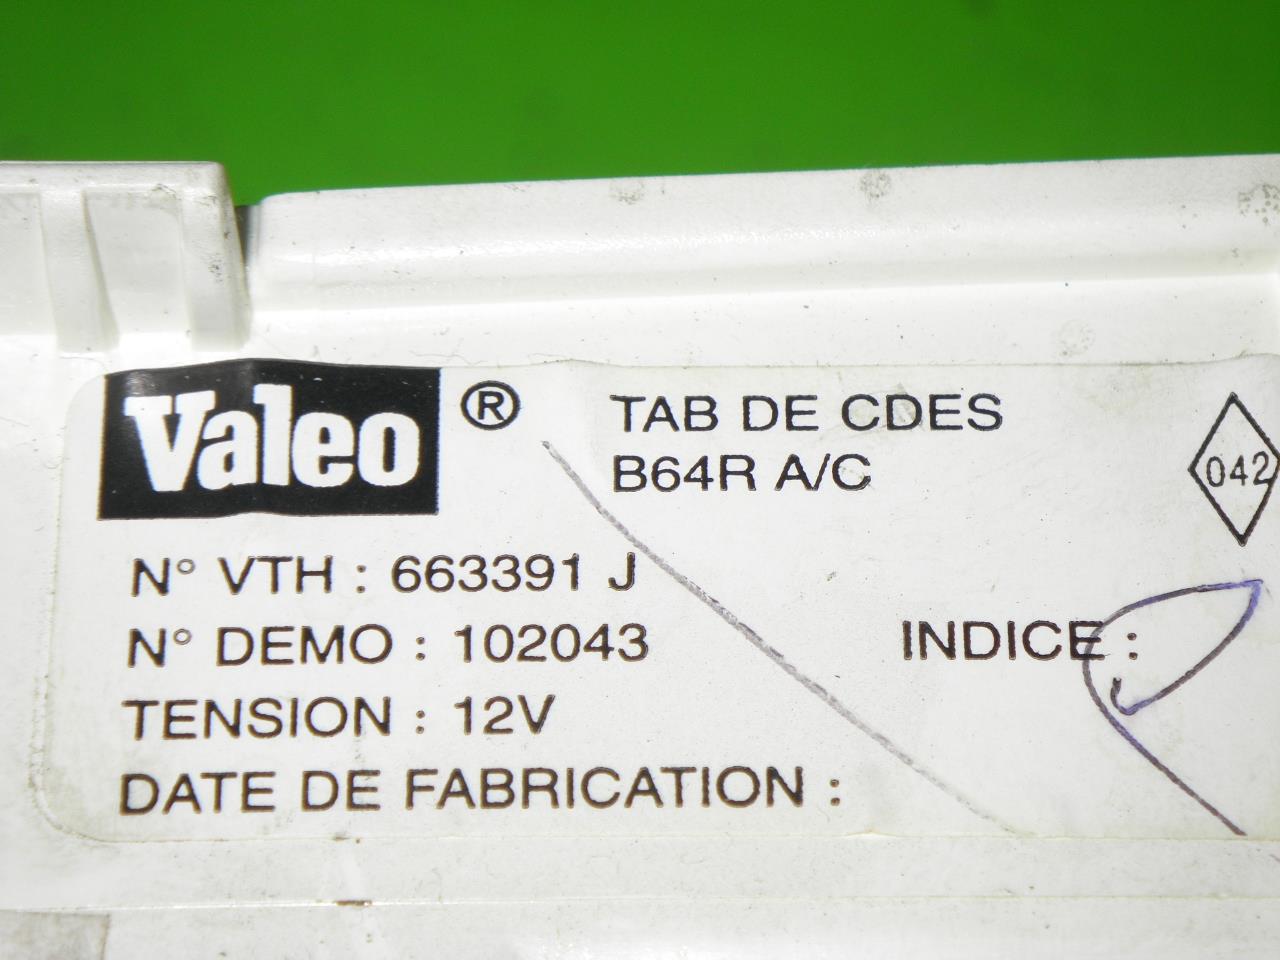 Valeo ®
TAB DE CDES
B64R A/C
042
N° VTH : 663391 J
N° DEMO : 102043
INDICE :
TENSION : 12V
DATE DE FABRICATION :